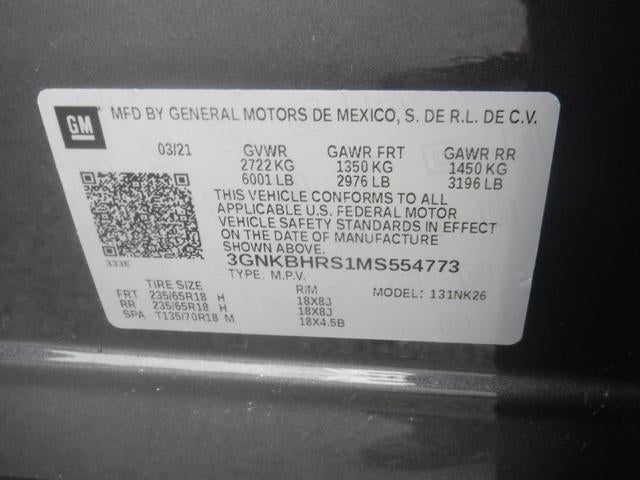 GM
MFD BY GENERAL MOTORS DE MEXICO, S. DE R.L. DE C.V.
03/21 GVWR GAWR FRT GAWR RR
2722 KG 1350 KG 1450 KG
6001 LB 2976 LB 3196 LB
THIS VEHICLE CONFORMS TO ALL
APPLICABLE U.S. FEDERAL MOTOR
VEHICLE SAFETY STANDARDS IN EFFECT
ON THE DATE OF MANUFACTURE
SHOWN ABOVE.
333E 3GNKBHRS1MS554773
TYPE: M.P.V.
TIRE SIZE RIM MODEL: 131NK26
FRT 235/65R18 H 18X8J
RR 235/65R18 H 18X8J
SPA T135/70R18 M 18X4.5B